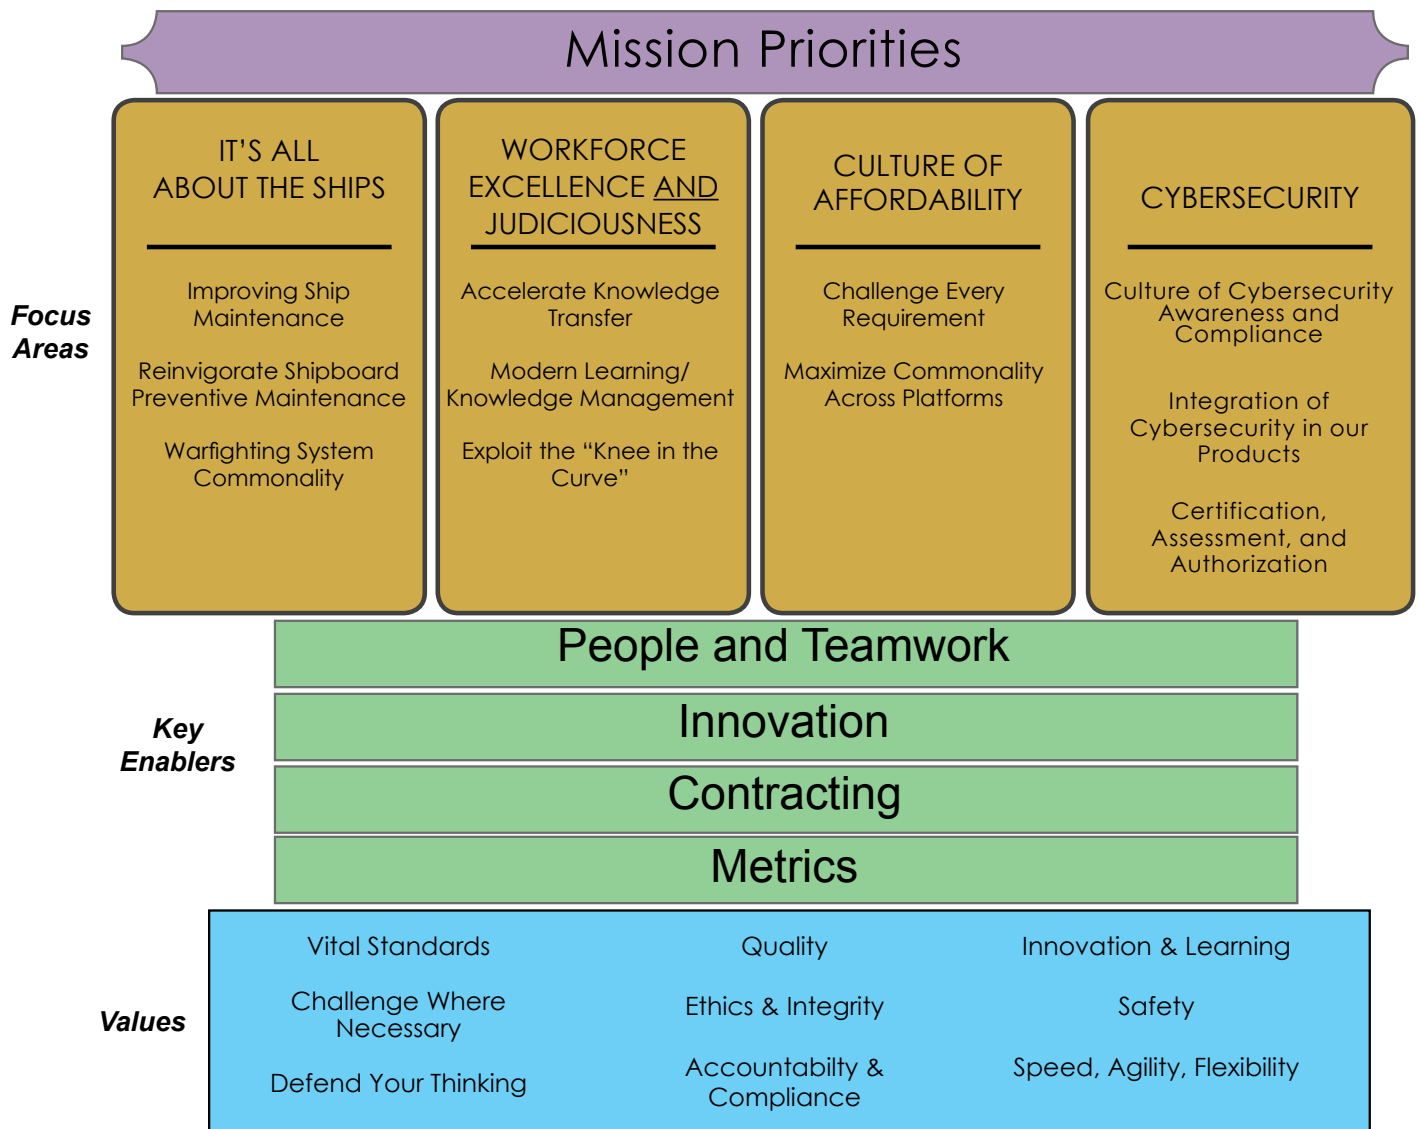 Mission Priorities
IT’S ALL
ABOUT THE SHIPS
Improving Ship
Maintenance
Reinvigorate Shipboard
Preventive Maintenance
Warfighting System
Commonality
WORKFORCE
EXCELLENCE AND
JUDICIOUSNESS
Accelerate Knowledge
Transfer
Modern Learning/
Knowledge Management
Exploit the “Knee in the
Curve”
CULTURE OF
AFFORDABILITY
Challenge Every
Requirement
Maximize Commonality
Across Platforms
CYBERSECURITY
Culture of Cybersecurity
Awareness and
Compliance
Integration of
Cybersecurity in our
Products
Certification,
Assessment, and
Authorization
Focus
Areas
People and Teamwork
Innovation
Contracting
Metrics
Key
Enablers
Values
Vital Standards
Challenge Where
Necessary
Defend Your Thinking
Quality
Ethics & Integrity
Accountabilty &
Compliance
Innovation & Learning
Safety
Speed, Agility, Flexibility